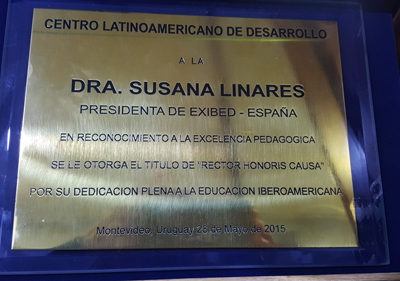 CENTRO LATINOAMERICANO DE DESARROLLO
A LA
DRA. SUSANA LINARES
PRESIDENTA DE EXIBED - ESPAÑA
EN RECONOCIMIENTO A LA EXCELENCIA PEDAGOGICA
SE LE OTORGA EL TITULO DE "RECTOR HONORIS CAUSA"
POR SU DEDICACION PLENA A LA EDUCACION IBEROAMERICANA
Montevideo, Uruguay 28 de Mayo de 2015